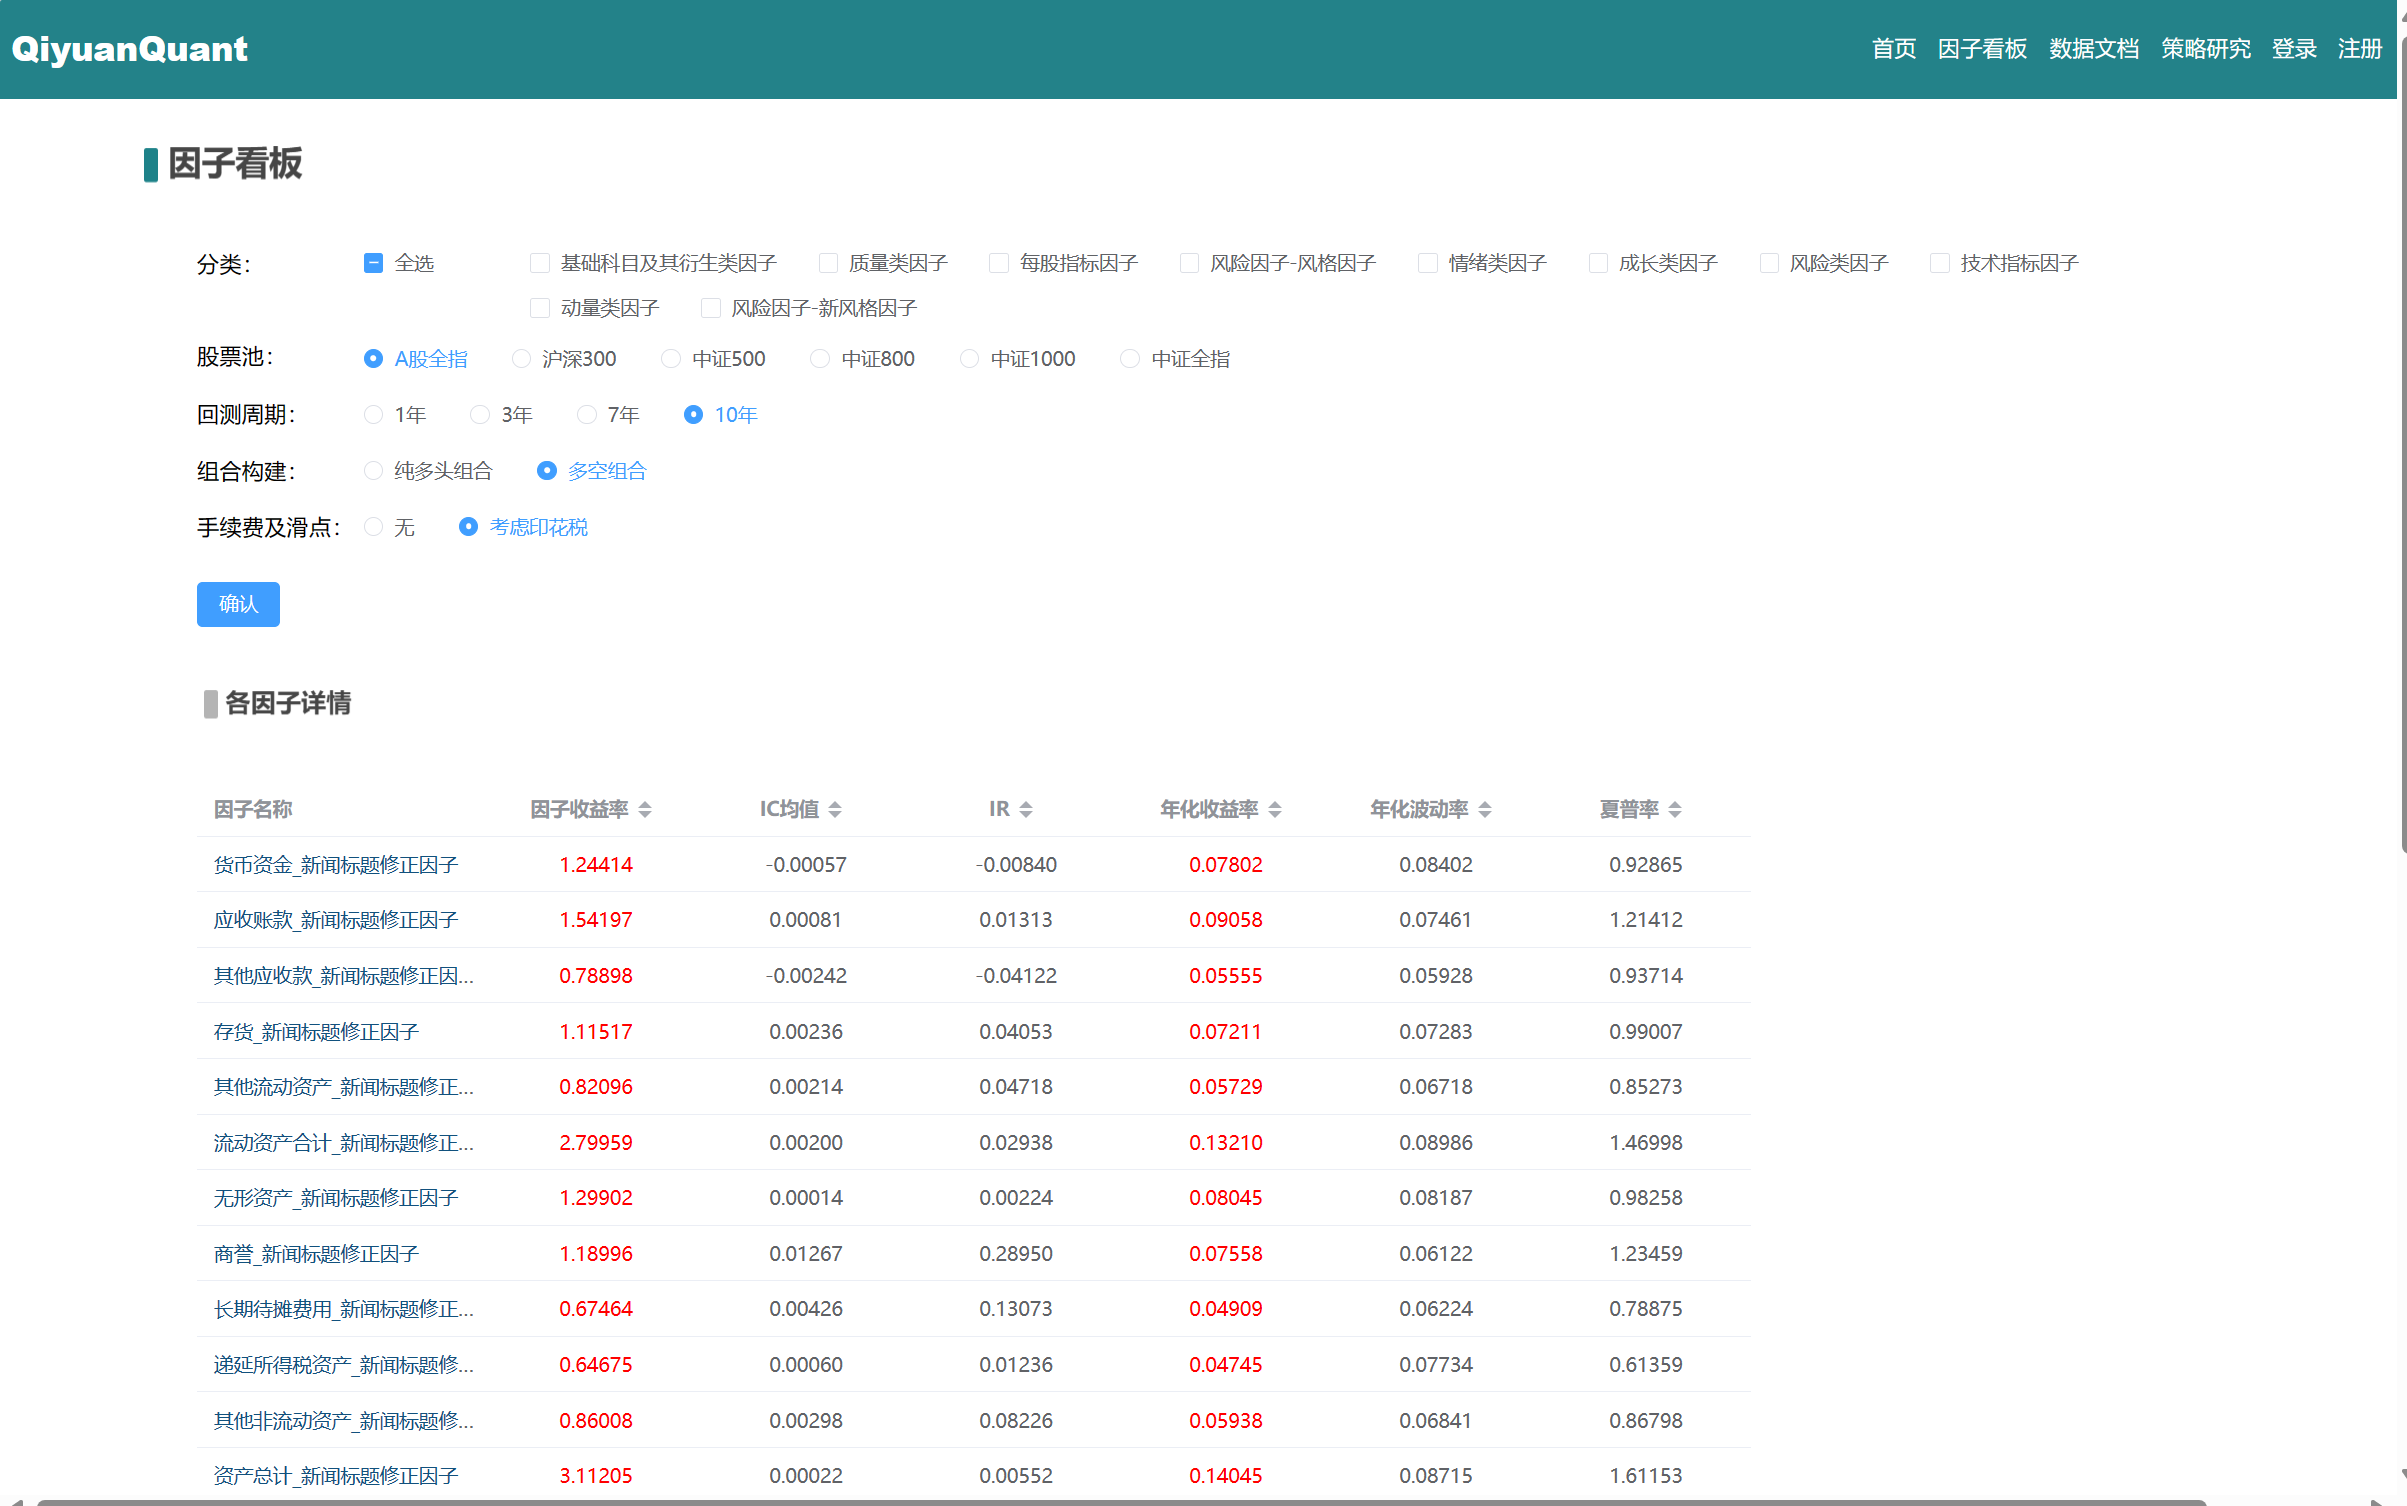 QiyuanQuant 首页 因子看板 数据文档 策略研究 登录 注册
因子看板
分类： 全选 基础科目及其衍生类因子 质量类因子 每股指标因子 风险因子-风格因子 情绪类因子 成长类因子 风险类因子 技术指标因子
动量类因子 风险因子-新风格因子
股票池： A股全指 沪深300 中证500 中证800 中证1000 中证全指
回测周期： 1年 3年 7年 10年
组合构建： 纯多头组合 多空组合
手续费及滑点： 无 考虑印花税
确认
各因子详情
因子名称 因子收益率 IC均值 IR 年化收益率 年化波动率 夏普率
货币资金_新闻标题修正因子 1.24414 -0.00057 -0.00840 0.07802 0.08402 0.92865
应收账款_新闻标题修正因子 1.54197 0.00081 0.01313 0.09058 0.07461 1.21412
其他应收款_新闻标题修正因... 0.78898 -0.00242 -0.04122 0.05555 0.05928 0.93714
存货_新闻标题修正因子 1.11517 0.00236 0.04053 0.07211 0.07283 0.99007
其他流动资产_新闻标题修正... 0.82096 0.00214 0.04718 0.05729 0.06718 0.85273
流动资产合计_新闻标题修正... 2.79959 0.00200 0.02938 0.13210 0.08986 1.46998
无形资产_新闻标题修正因子 1.29902 0.00014 0.00224 0.08045 0.08187 0.98258
商誉_新闻标题修正因子 1.18996 0.01267 0.28950 0.07558 0.06122 1.23459
长期待摊费用_新闻标题修正... 0.67464 0.00426 0.13073 0.04909 0.06224 0.78875
递延所得税资产_新闻标题修... 0.64675 0.00060 0.01236 0.04745 0.07734 0.61359
其他非流动资产_新闻标题修... 0.86008 0.00298 0.08226 0.05938 0.06841 0.86798
资产总计_新闻标题修正因子 3.11205 0.00022 0.00552 0.14045 0.08715 1.61153